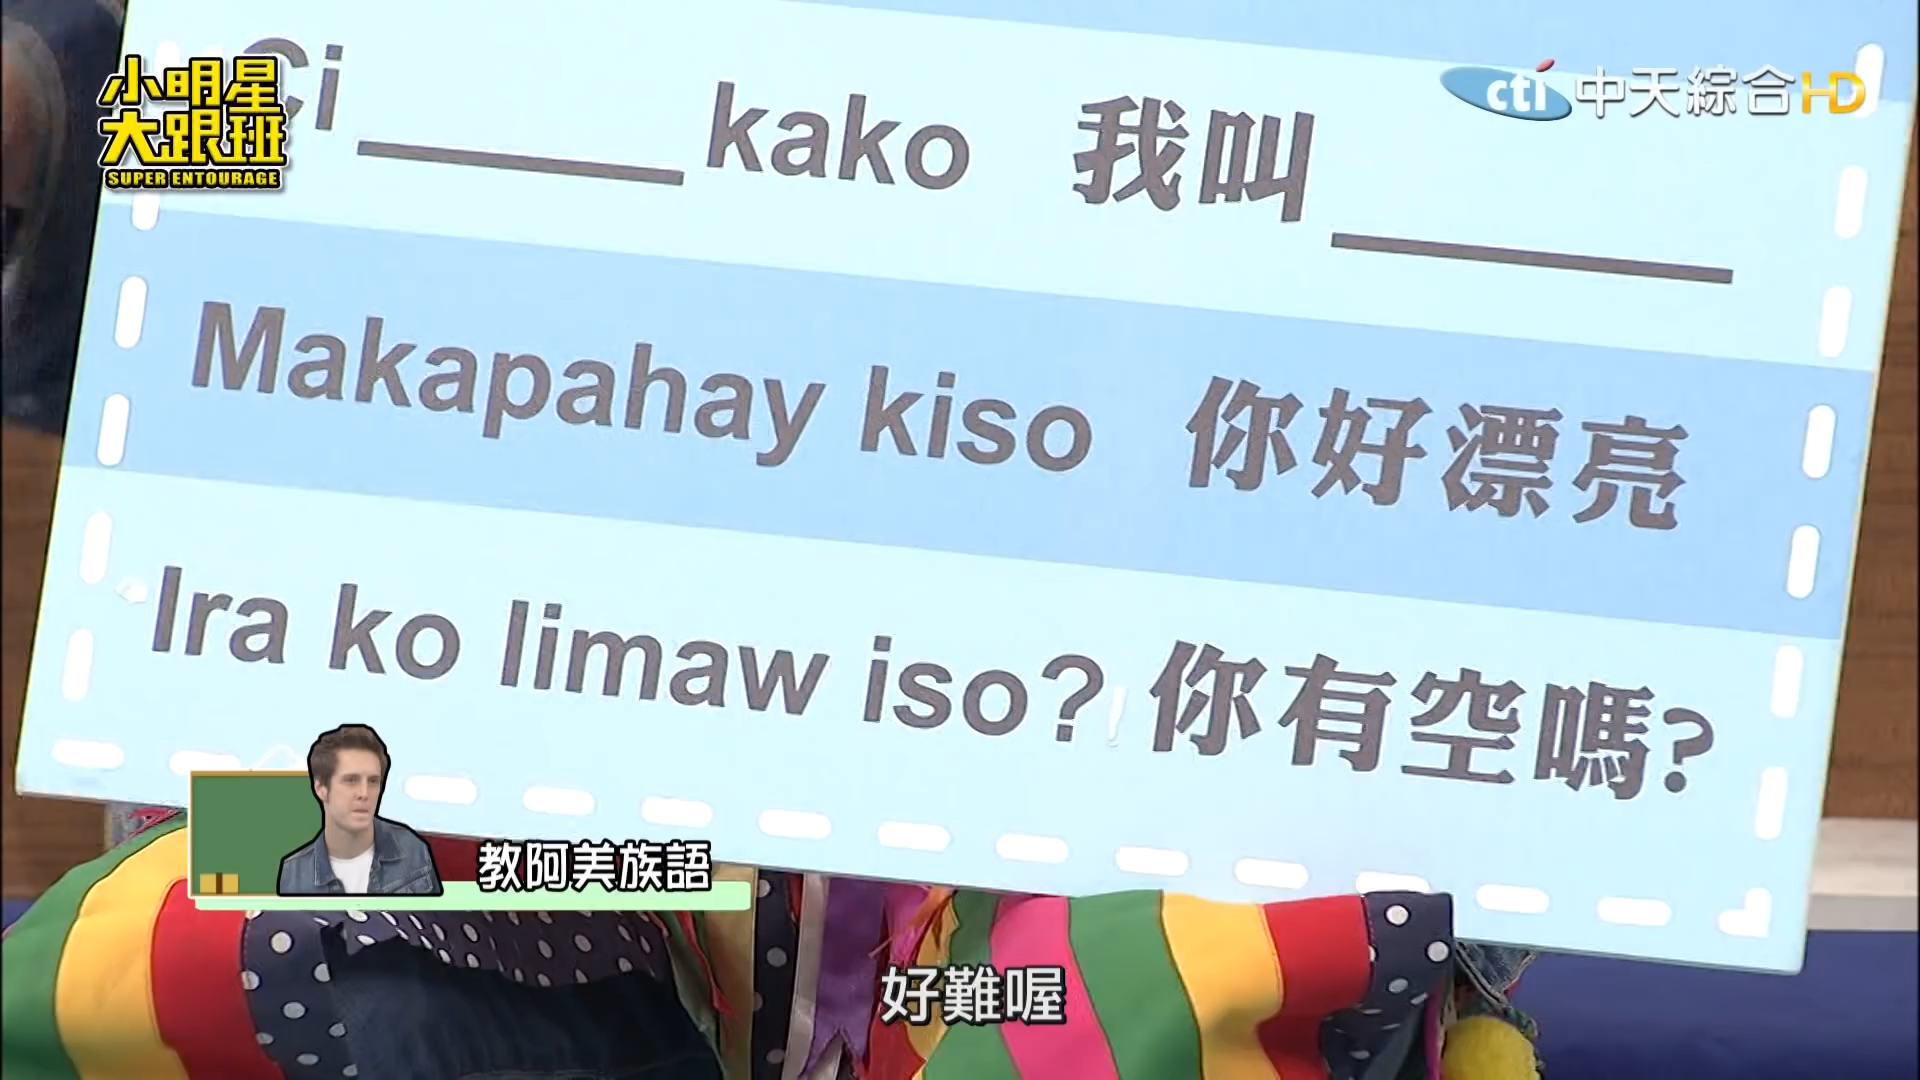 小明星
大跟班
SUPER ENTOURAGE
cti 中天綜合HD
Ci ______ kako 我叫 ______
Makapahay kiso 你好漂亮
Ira ko limaw iso? 你有空嗎?
教阿美族語
好難喔